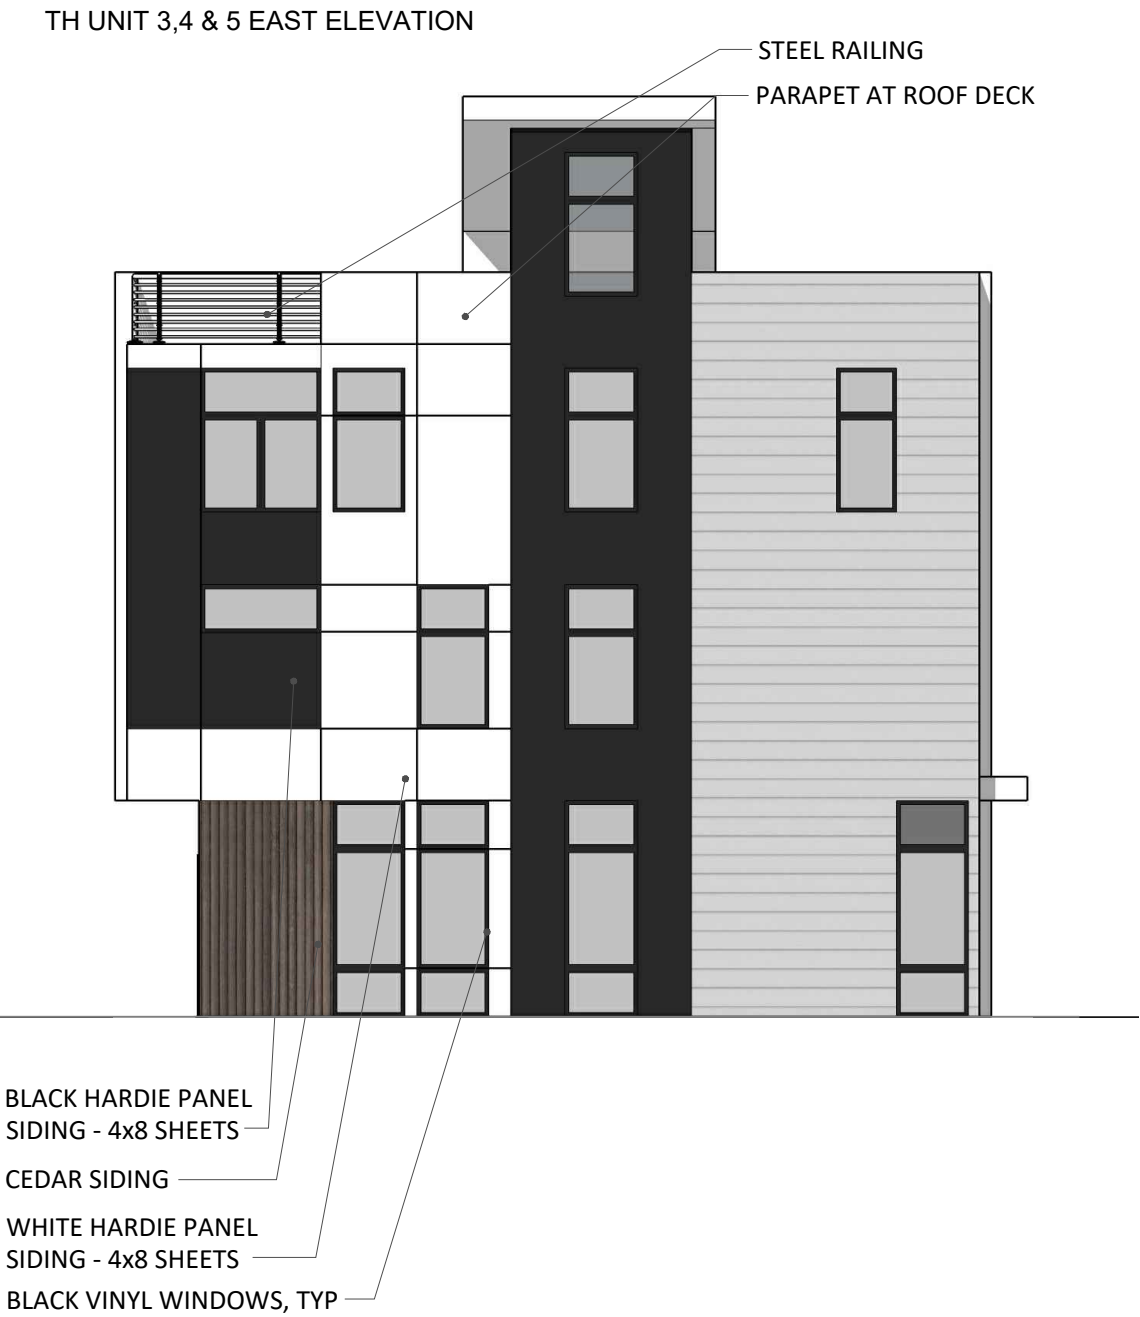 TH UNIT 3,4 & 5 EAST ELEVATION
STEEL RAILING
PARAPET AT ROOF DECK
BLACK HARDIE PANEL
SIDING - 4x8 SHEETS
CEDAR SIDING
WHITE HARDIE PANEL
SIDING - 4x8 SHEETS
BLACK VINYL WINDOWS, TYP